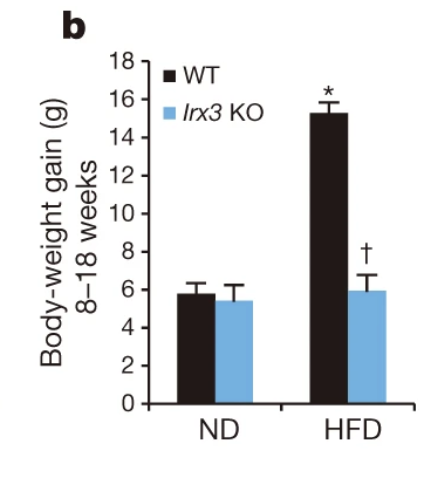 b
18
16
14
12
10
8
6
4
2
0
Body-weight gain (g)
8–18 weeks
WT
Irx3 KO
*
†
ND
HFD